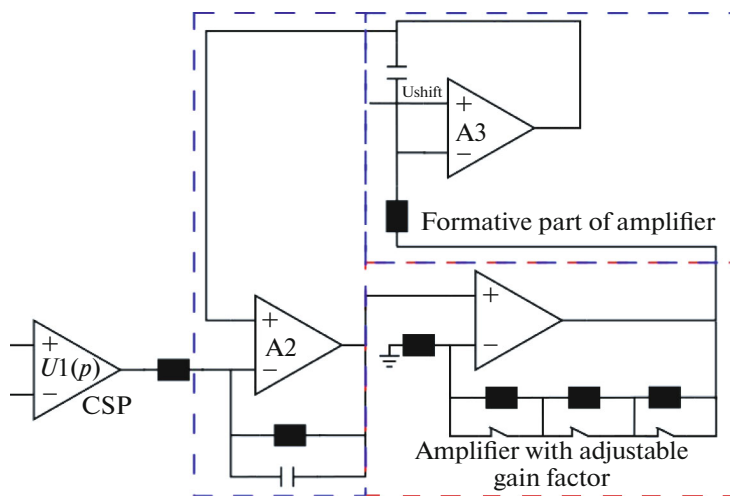 Ushift
+
A3
−
Formative part of amplifier
+
A2
−
+
−
+
U1(p)
−
CSP
Amplifier with adjustable
gain factor